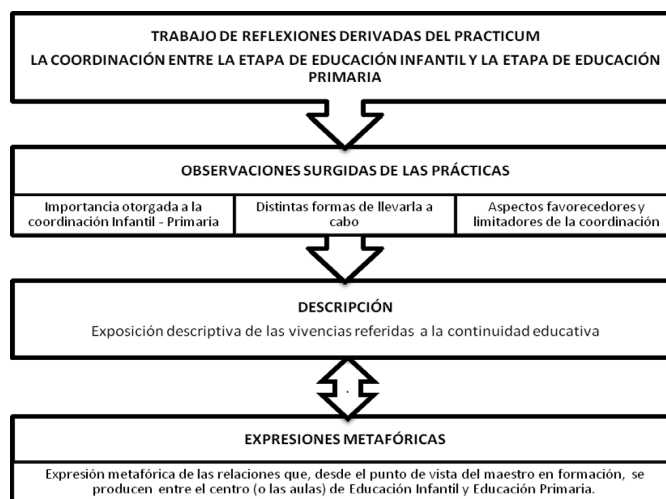 TRABAJO DE REFLEXIONES DERIVADAS DEL PRACTICUM
LA COORDINACIÓN ENTRE LA ETAPA DE EDUCACIÓN INFANTIL Y LA ETAPA DE EDUCACIÓN
PRIMARIA
OBSERVACIONES SURGIDAS DE LAS PRÁCTICAS
Importancia otorgada a la
coordinación Infantil - Primaria
Distintas formas de llevarla a
cabo
Aspectos favorecedores y
limitadores de la coordinación
DESCRIPCIÓN
Exposición descriptiva de las vivencias referidas a la continuidad educativa
.
EXPRESIONES METAFÓRICAS
Expresión metafórica de las relaciones que, desde el punto de vista del maestro en formación, se
producen entre el centro (o las aulas) de Educación Infantil y Educación Primaria.